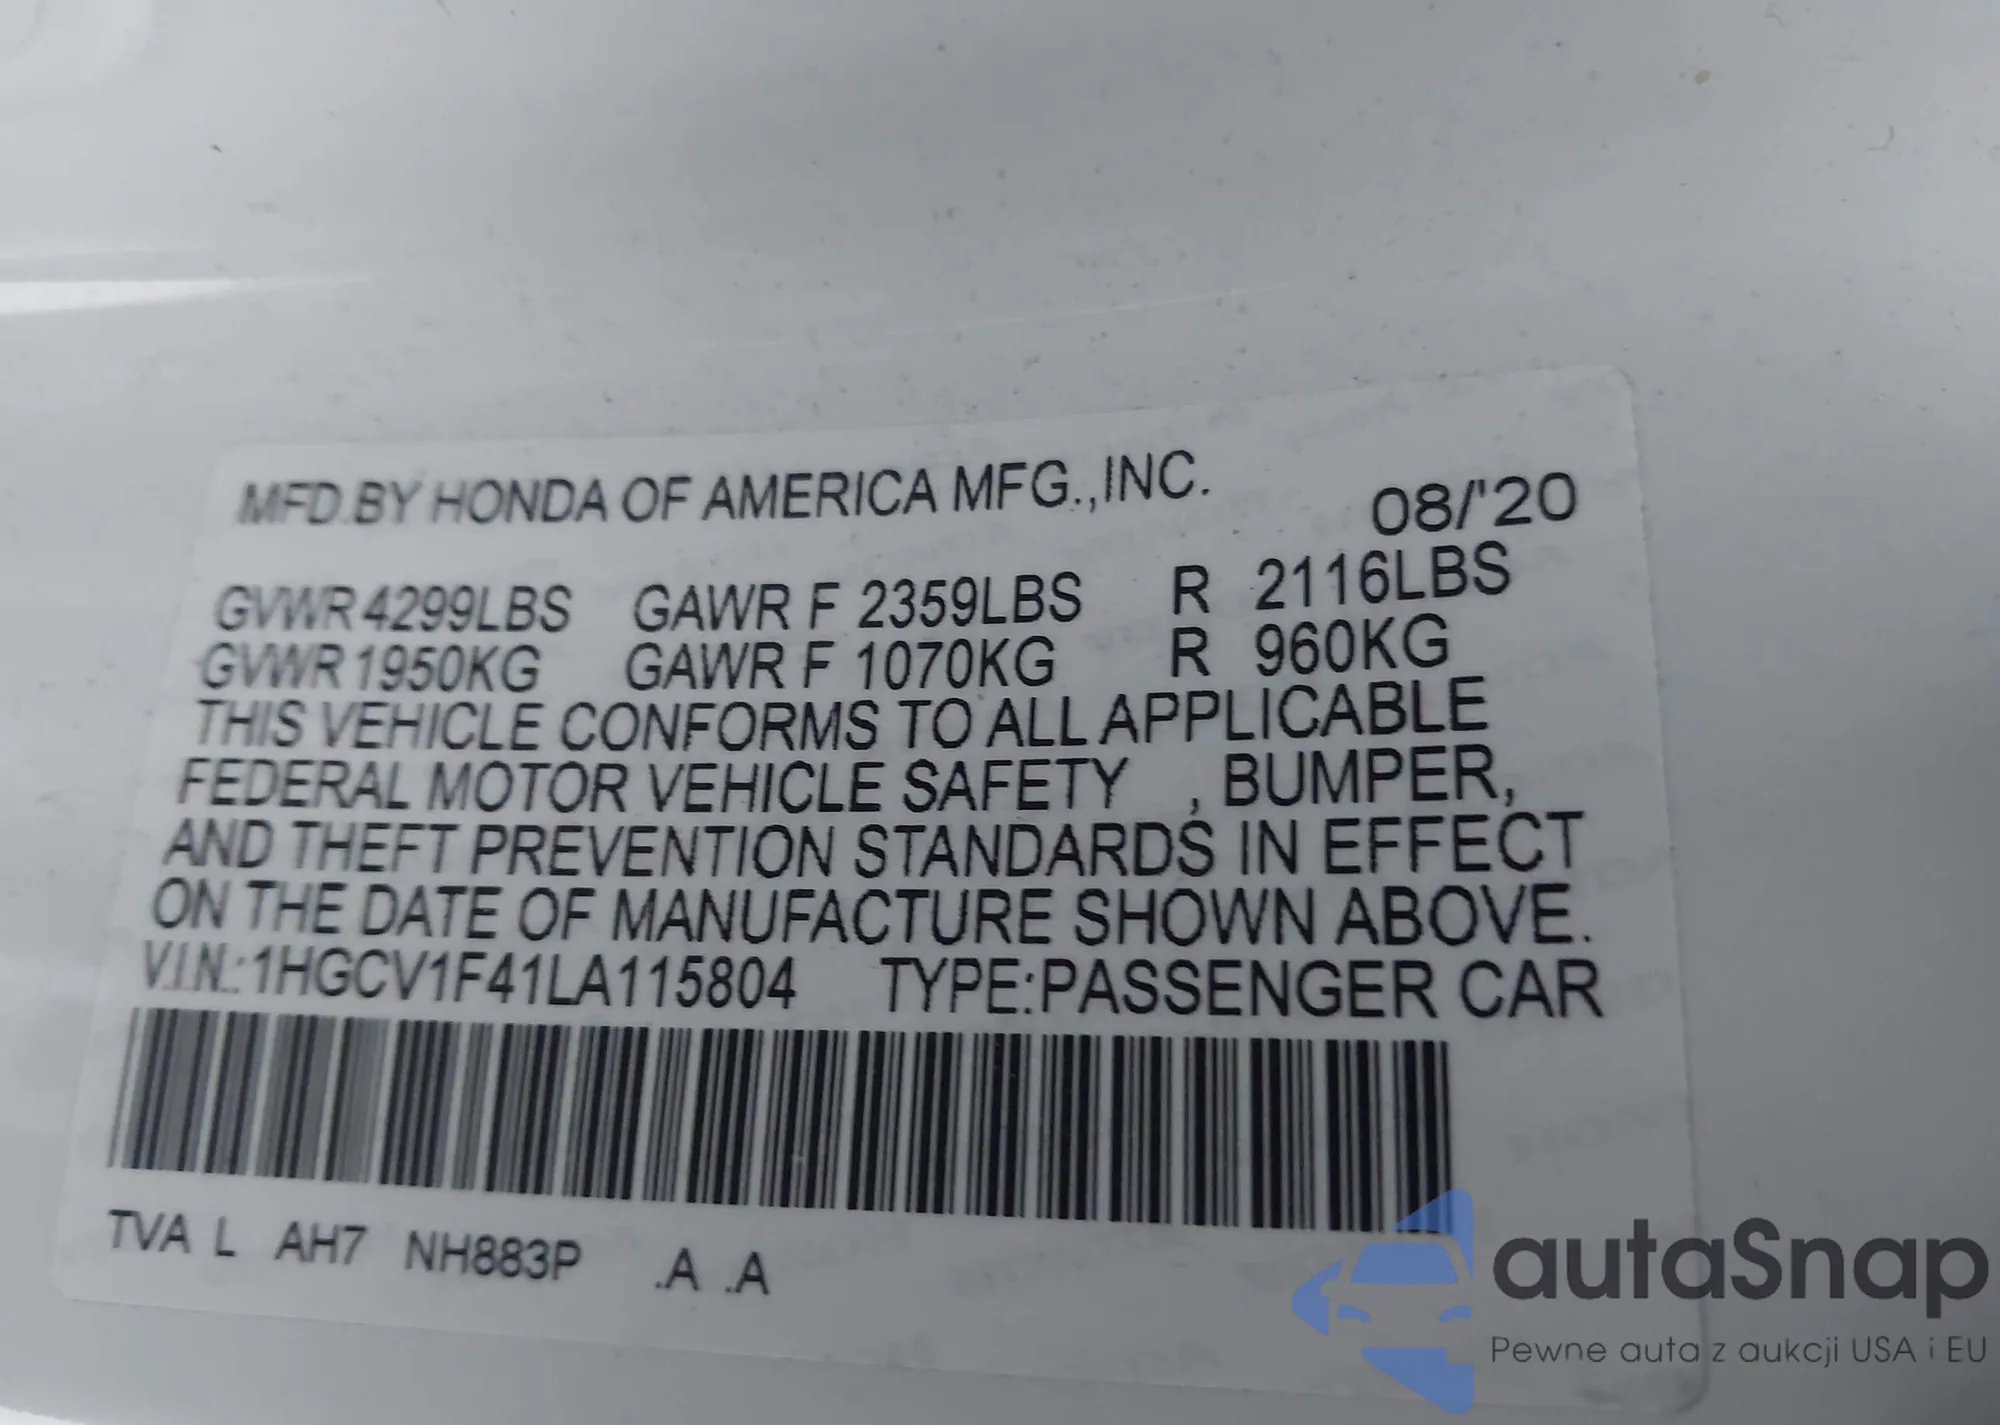 MFD.BY HONDA OF AMERICA MFG.,INC.
08/'20
GVWR 4299LBS GAWR F 2359LBS R 2116LBS
GVWR 1950KG GAWR F 1070KG R 960KG
THIS VEHICLE CONFORMS TO ALL APPLICABLE
FEDERAL MOTOR VEHICLE SAFETY , BUMPER,
AND THEFT PREVENTION STANDARDS IN EFFECT
ON THE DATE OF MANUFACTURE SHOWN ABOVE.
V.I.N.:1HGCV1F41LA115804 TYPE:PASSENGER CAR
TVA L AH7 NH883P .A .A
autaSnap
Pewne auta z aukcji USA i EU